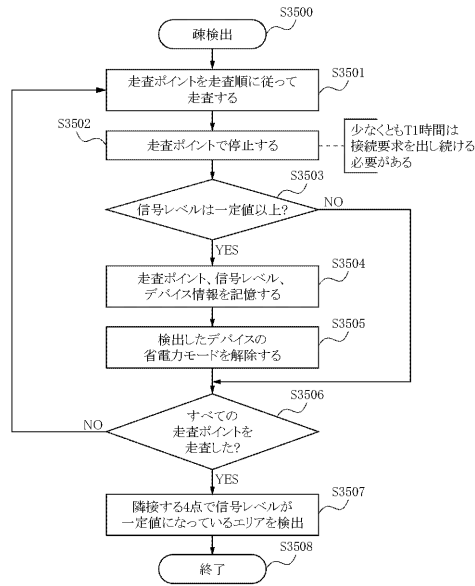 S3500
疎検出
S3501
走査ポイントを走査順に従って
走査する
S3502
走査ポイントで停止する
少なくともT1時間は
接続要求を出し続ける
必要がある
S3503
信号レベルは一定値以上?
NO
YES
S3504
走査ポイント、信号レベル、
デバイス情報を記憶する
S3505
検出したデバイスの
省電力モードを解除する
S3506
すべての
走査ポイントを
走査した?
NO
YES
S3507
隣接する4点で信号レベルが
一定値になっているエリアを検出
S3508
終了